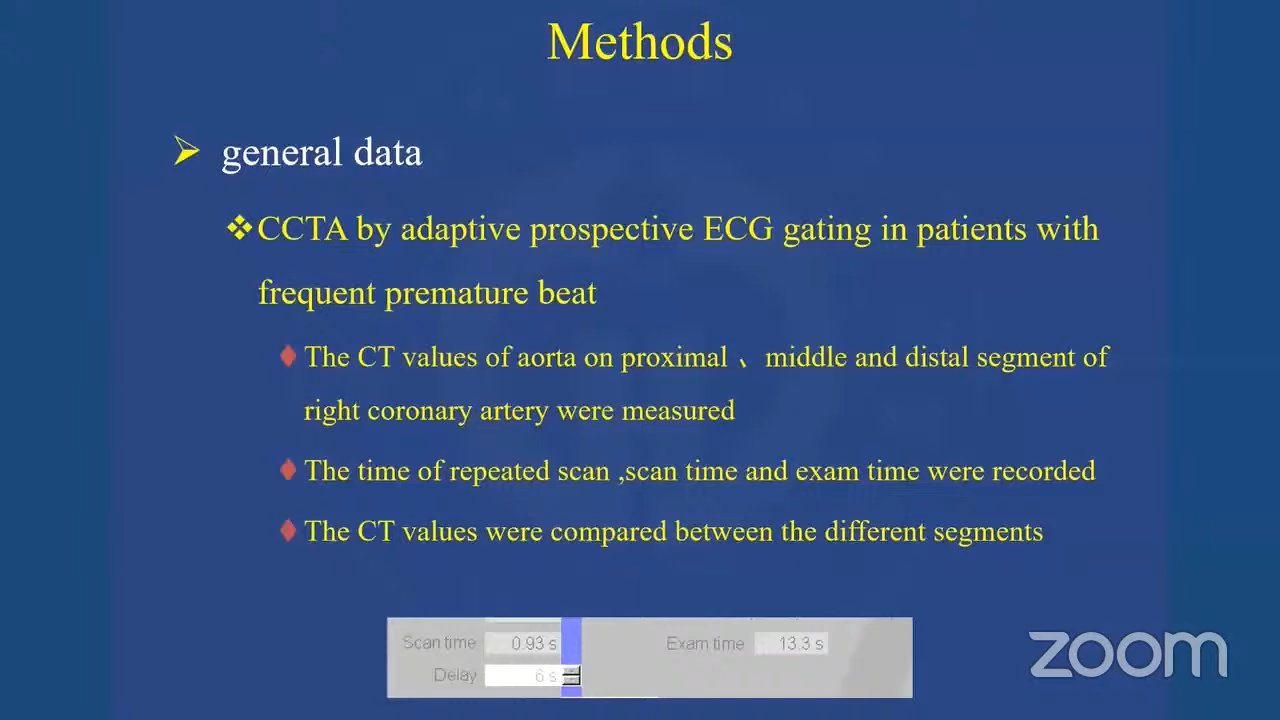 Methods
general data
CCTA by adaptive prospective ECG gating in patients with
frequent premature beat
The CT values of aorta on proximal 、middle and distal segment of
right coronary artery were measured
The time of repeated scan ,scan time and exam time were recorded
The CT values were compared between the different segments
Scan time 0.93 s Exam time 13.3 s
Delay 6 s
zoom